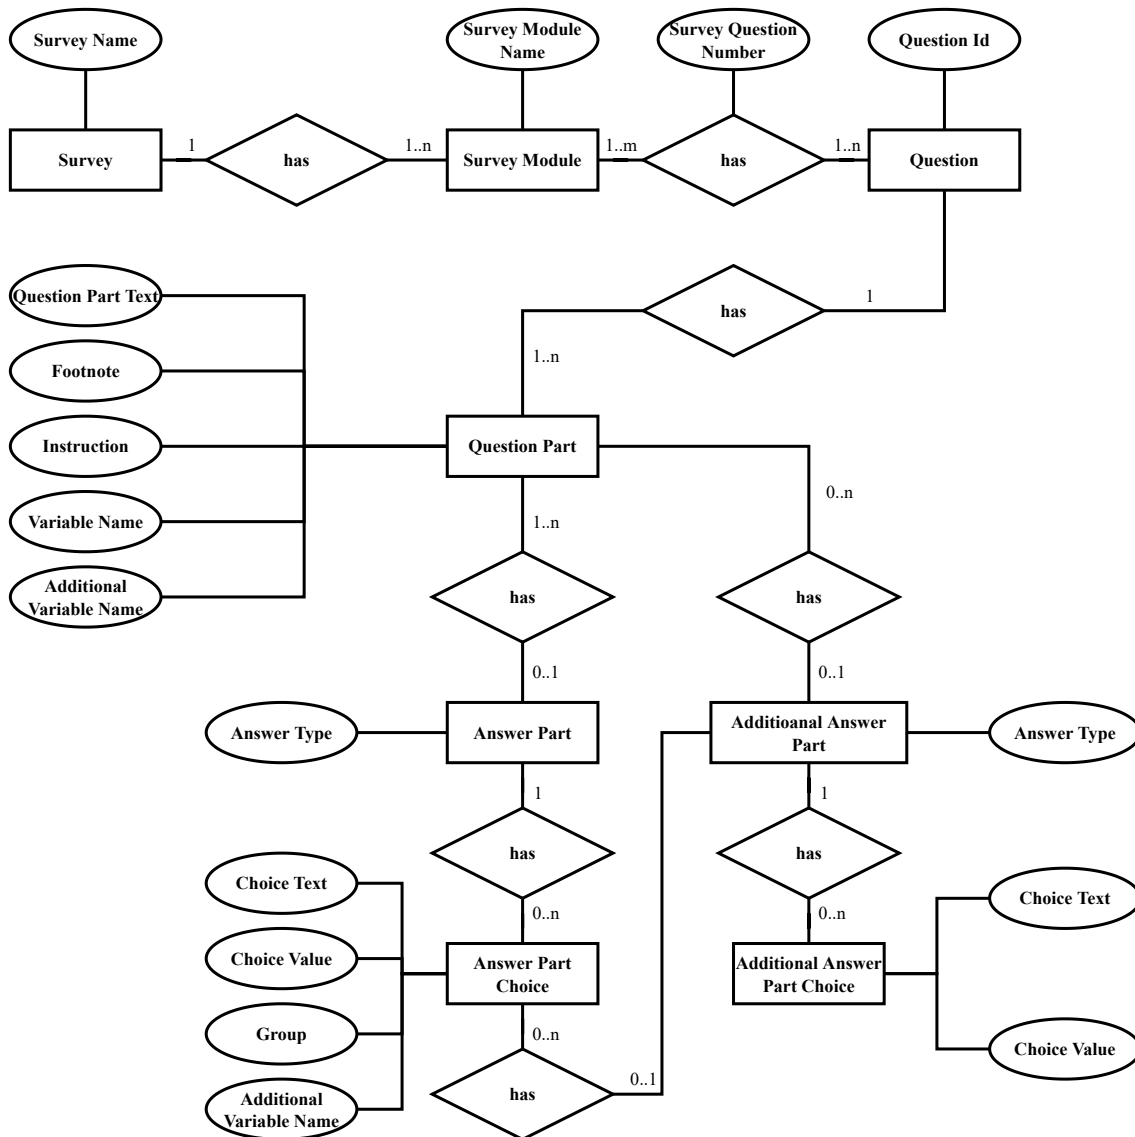 Survey Name
Survey Module
Name
Survey Question
Number
Question Id
Survey
1
has
1..n
Survey Module
1..m
has
1..n
Question
Question Part Text
has
1
Footnote
1..n
Instruction
Question Part
0..n
Variable Name
1..n
Additional
Variable Name
has
has
0..1
0..1
Answer Type
Answer Part
Additioanal Answer
Part
Answer Type
1
1
has
has
Choice Text
0..n
0..n
Choice Text
Choice Value
Answer Part
Choice
Additional Answer
Part Choice
Group
0..n
Choice Value
0..1
has
Additional
Variable Name